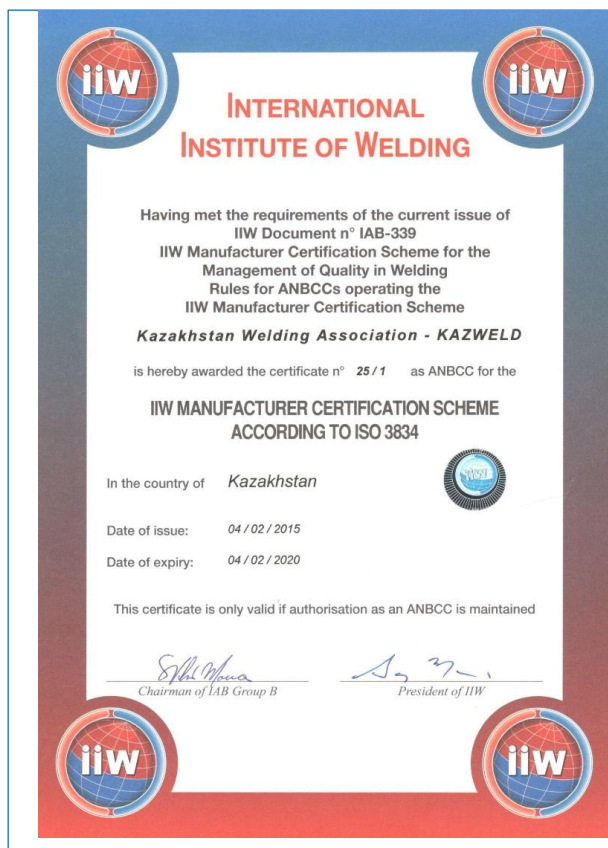 iiw
iiw
INTERNATIONAL
INSTITUTE OF WELDING
Having met the requirements of the current issue of
IIW Document n° IAB-339
IIW Manufacturer Certification Scheme for the
Management of Quality in Welding
Rules for ANBCCs operating the
IIW Manufacturer Certification Scheme
Kazakhstan Welding Association - KAZWELD
is hereby awarded the certificate n° 25 / 1 as ANBCC for the
IIW MANUFACTURER CERTIFICATION SCHEME
ACCORDING TO ISO 3834
In the country of Kazakhstan
Date of issue: 04 / 02 / 2015
Date of expiry: 04 / 02 / 2020
This certificate is only valid if authorisation as an ANBCC is maintained
Chairman of IAB Group B President of IIW
iiw
iiw